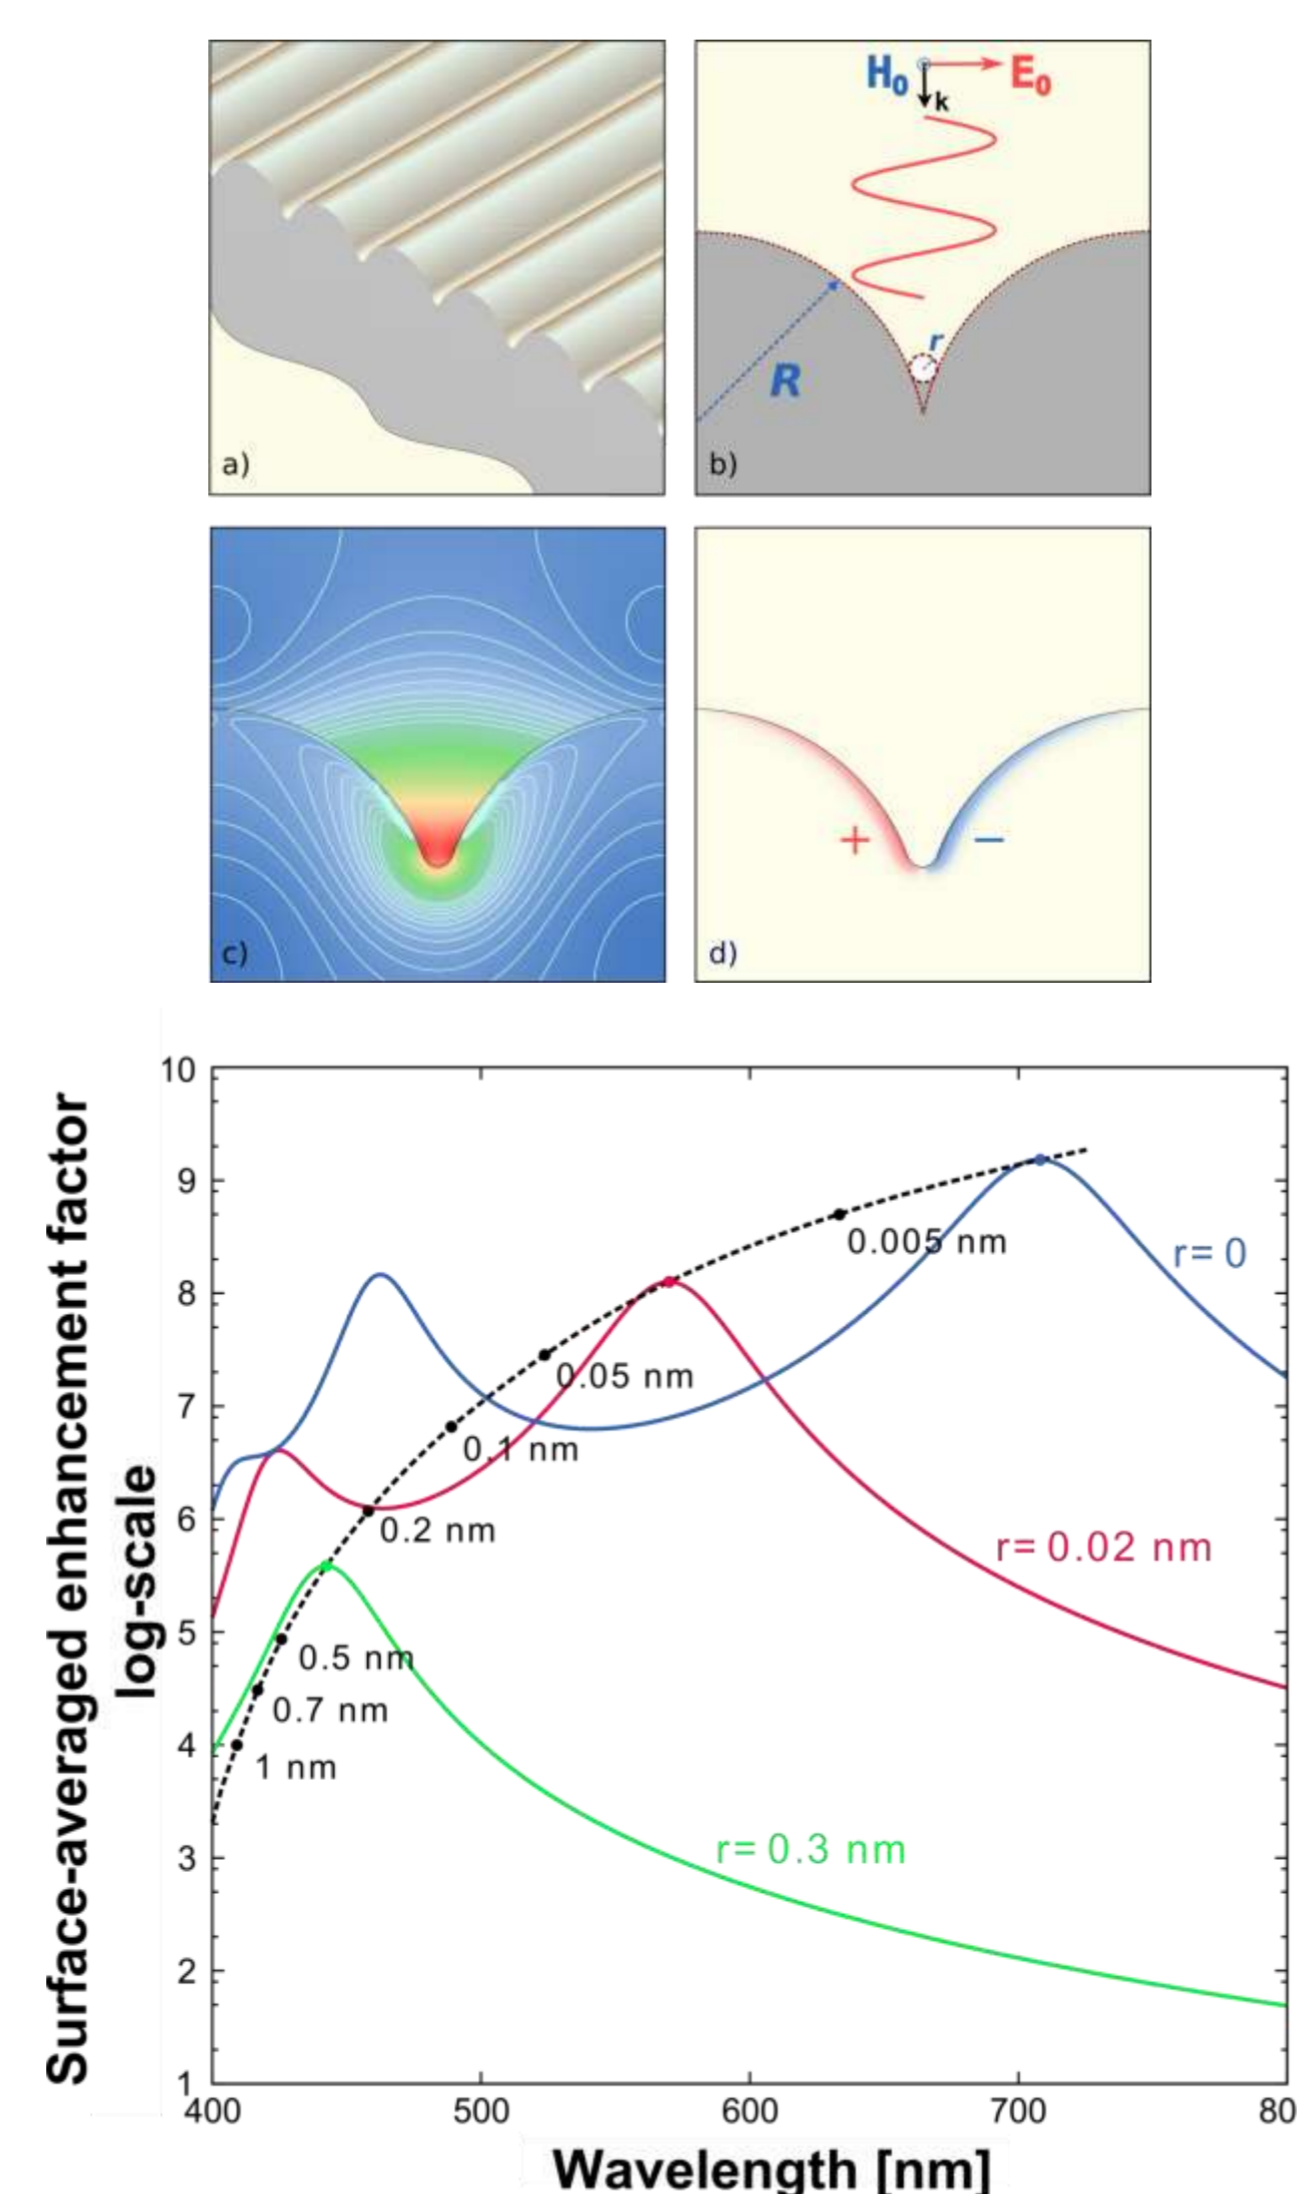 a)
H₀
E₀
k
R
r
b)
c)
+
−
d)
Surface-averaged enhancement factor
log-scale
10
9
8
7
6
5
4
3
2
1
0.005 nm
r= 0
0.05 nm
0.1 nm
0.2 nm
r= 0.02 nm
0.5 nm
0.7 nm
1 nm
r= 0.3 nm
400
500
600
700
80
Wavelength [nm]